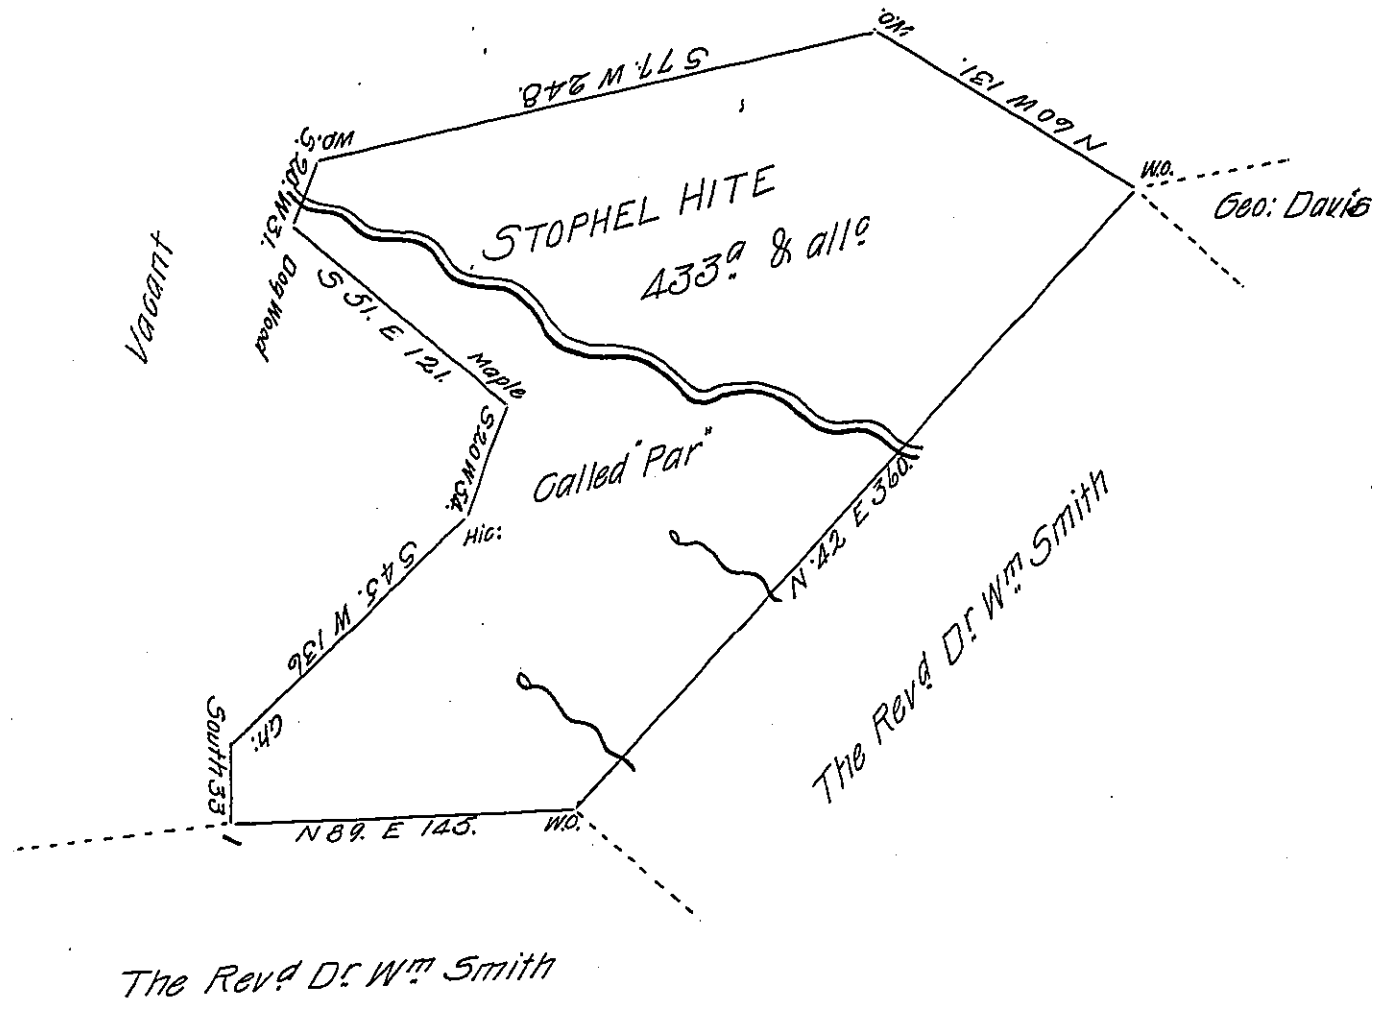 W.O.
S 77. W 248.
N 60 W 131.
W.O.
W.O.
Geo: Davis
S. 20. W 31.
STOPHEL HITE
433a. & allo
Vacant
Dog Wood
S 51. E 121.
Maple
S 20 W 54.
Called "Par"
Hic:
N. 42 E 360.
S 45. W 136
The Revd. Dr. Wm. Smith
Ch:
South 33
N 89. E 145.
W.O.
The Revd. Dr. Wm. Smith